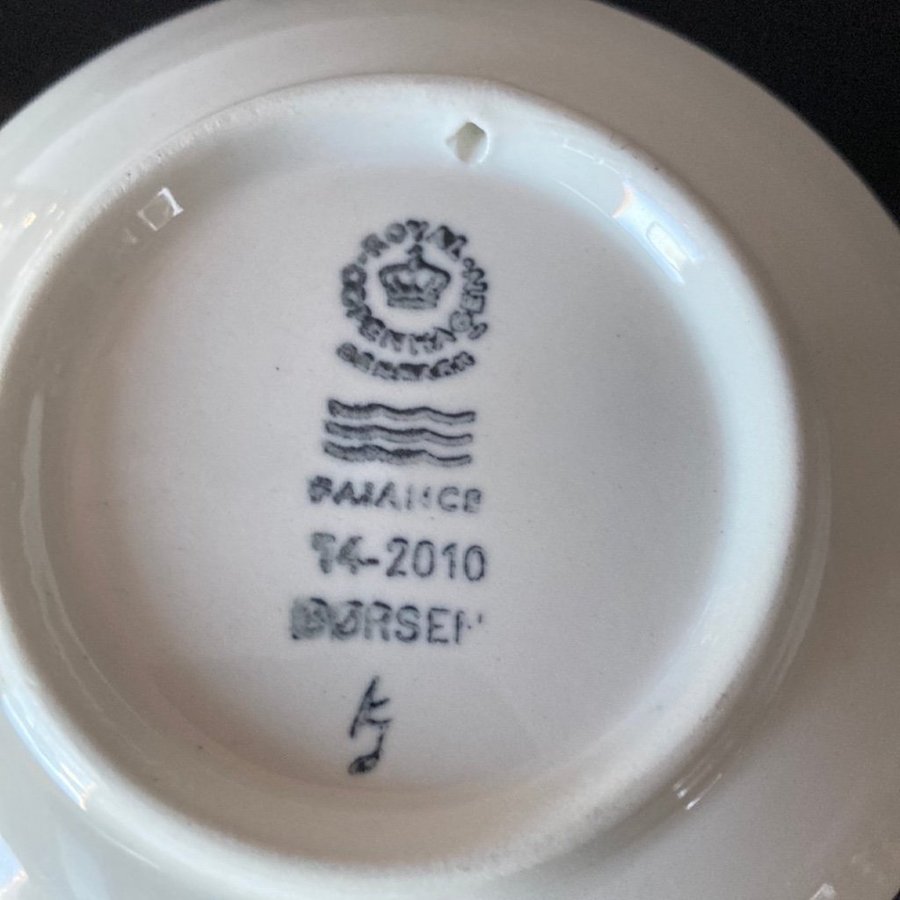 ROYAL COPENHAGEN
DENMARK
FAJANCE
14-2010
BØRSEN